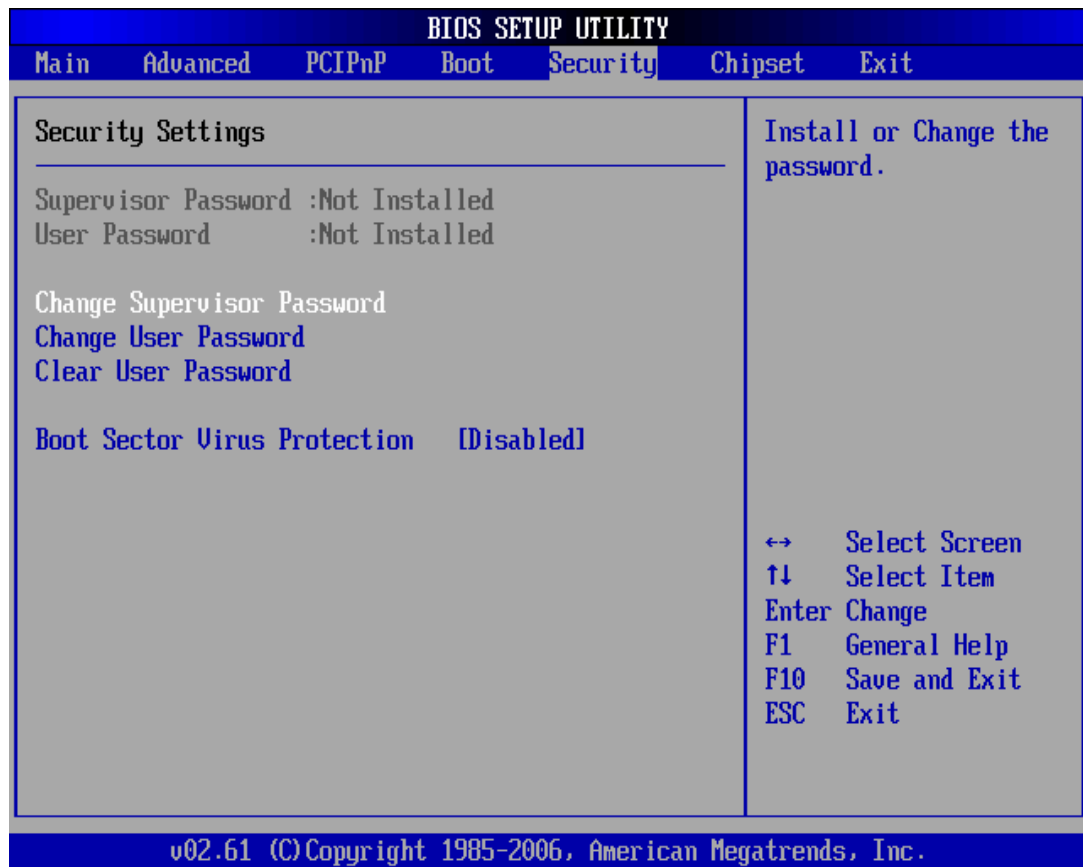 BIOS SETUP UTILITY
Main Advanced PCIPnP Boot Security Chipset Exit
Security Settings
Supervisor Password :Not Installed
User Password :Not Installed
Change Supervisor Password
Change User Password
Clear User Password
Boot Sector Virus Protection [Disabled]
Install or Change the
password.
←→ Select Screen
↑↓ Select Item
Enter Change
F1 General Help
F10 Save and Exit
ESC Exit
v02.61 (C)Copyright 1985-2006, American Megatrends, Inc.